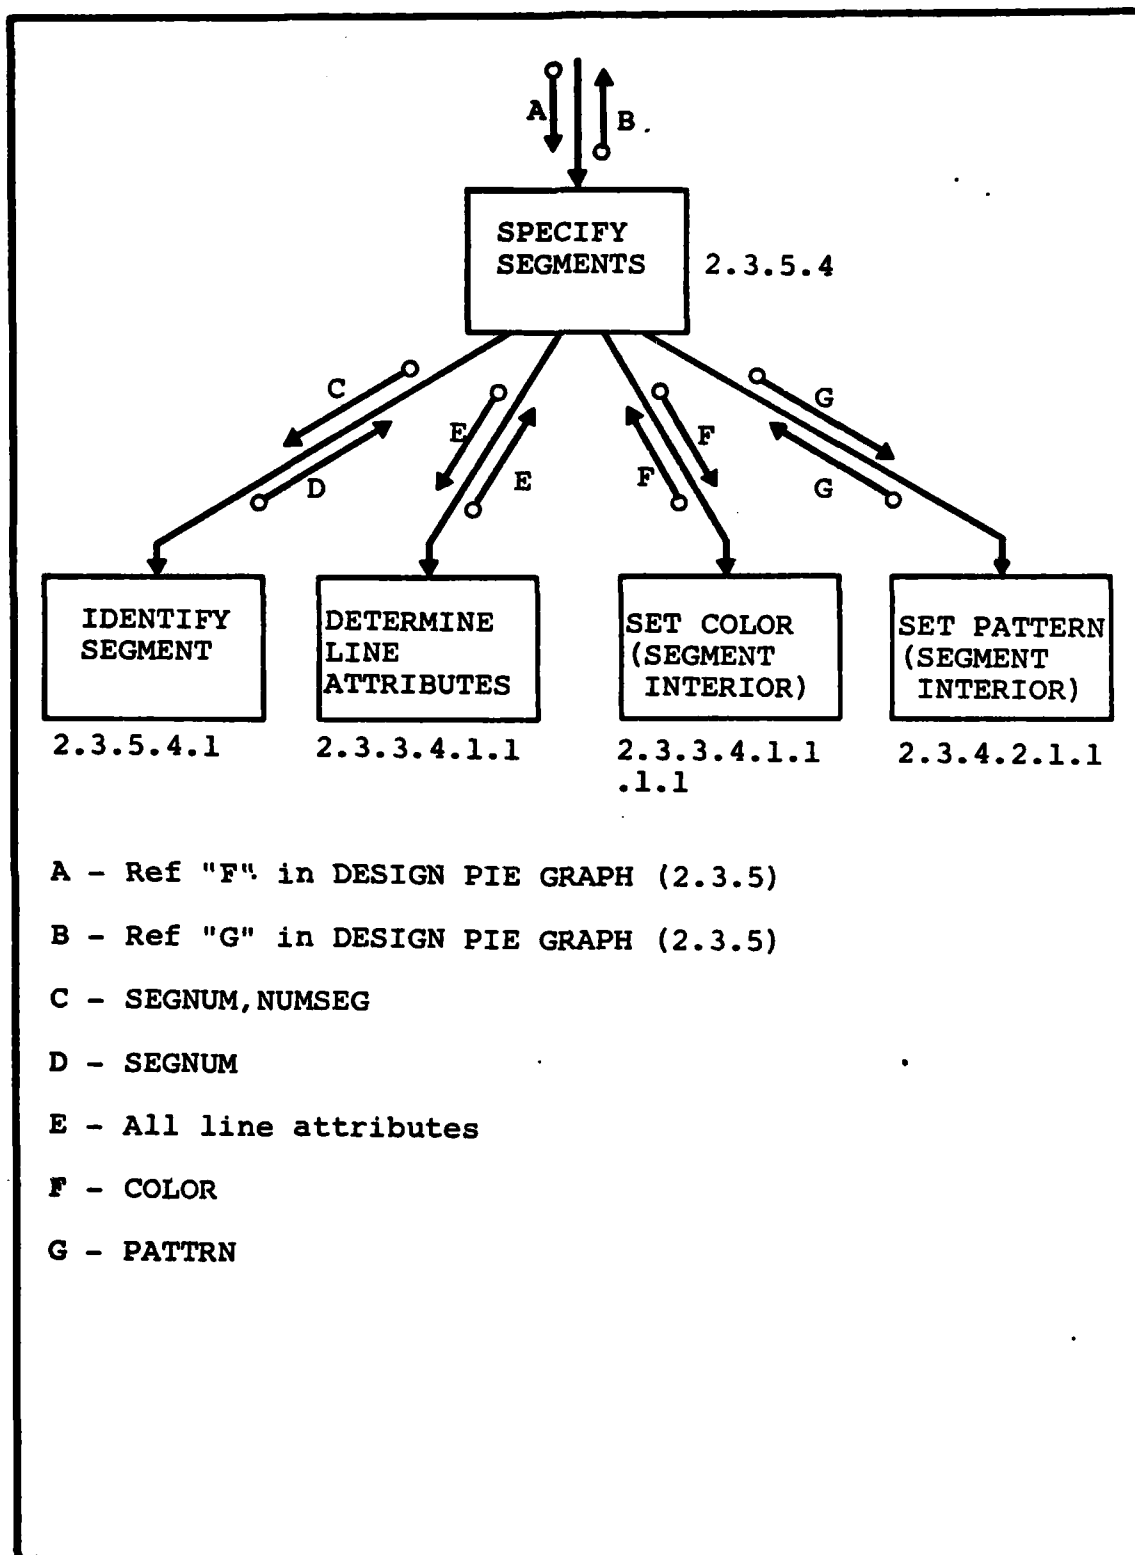 A
B
SPECIFY
SEGMENTS
2.3.5.4
C
D
E
E
F
F
G
G
IDENTIFY
SEGMENT
2.3.5.4.1
DETERMINE
LINE
ATTRIBUTES
2.3.3.4.1.1
SET COLOR
(SEGMENT
INTERIOR)
2.3.3.4.1.1
.1.1
SET PATTERN
(SEGMENT
INTERIOR)
2.3.4.2.1.1
A - Ref "F" in DESIGN PIE GRAPH (2.3.5)
B - Ref "G" in DESIGN PIE GRAPH (2.3.5)
C - SEGNUM,NUMSEG
D - SEGNUM
E - All line attributes
F - COLOR
G - PATTRN